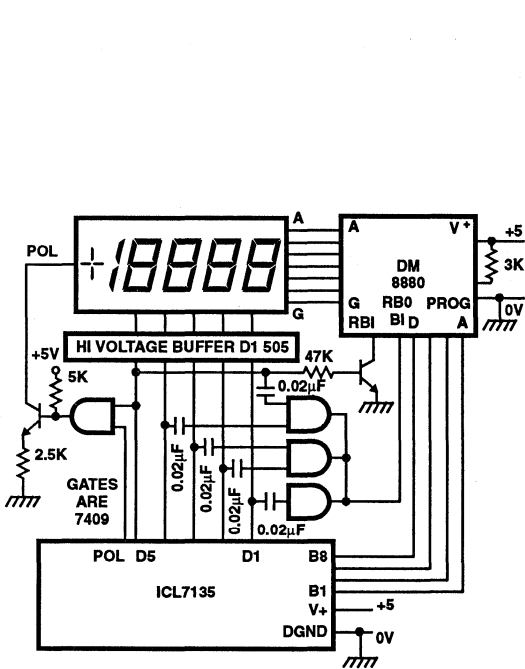 A
A
V+
+5
POL
18888
DM
8880
3K
G
RB0
PROG
0V
G
RBI
BI
D
A
HI VOLTAGE BUFFER D1 505
+5V
5K
47K
0.02µF
2.5K
0.02µF
0.02µF
0.02µF
0.02µF
GATES
ARE
7409
POL
D5
D1
B8
ICL7135
B1
V+
+5
DGND
0V